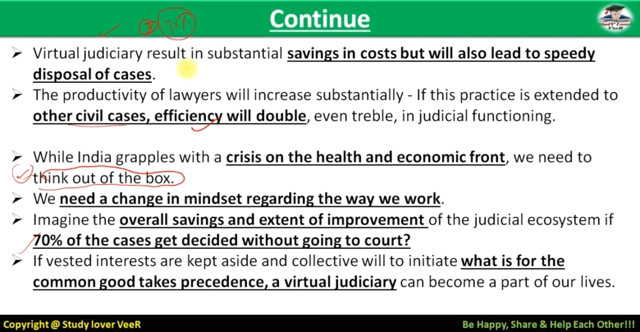 Continue
Virtual judiciary result in substantial savings in costs but will also lead to speedy
disposal of cases.
The productivity of lawyers will increase substantially - If this practice is extended to
other civil cases, efficiency will double, even treble, in judicial functioning.
While India grapples with a crisis on the health and economic front, we need to
think out of the box.
We need a change in mindset regarding the way we work.
Imagine the overall savings and extent of improvement of the judicial ecosystem if
70% of the cases get decided without going to court?
If vested interests are kept aside and collective will to initiate what is for the
common good takes precedence, a virtual judiciary can become a part of our lives.
Copyright @ Study lover VeeR
Be Happy, Share & Help Each Other!!!